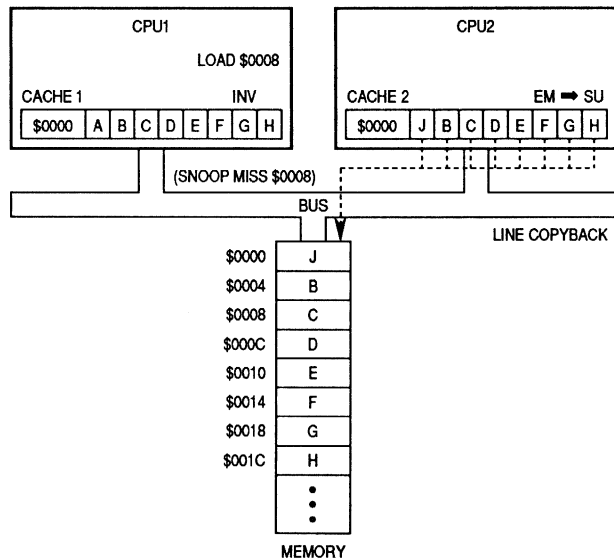 CPU1
LOAD $0008
CACHE 1 INV
$0000 A B C D E F G H
CPU2
CACHE 2 EM ➡ SU
$0000 J B C D E F G H
(SNOOP MISS $0008)
BUS
LINE COPYBACK
$0000 J
$0004 B
$0008 C
$000C D
$0010 E
$0014 F
$0018 G
$001C H
MEMORY